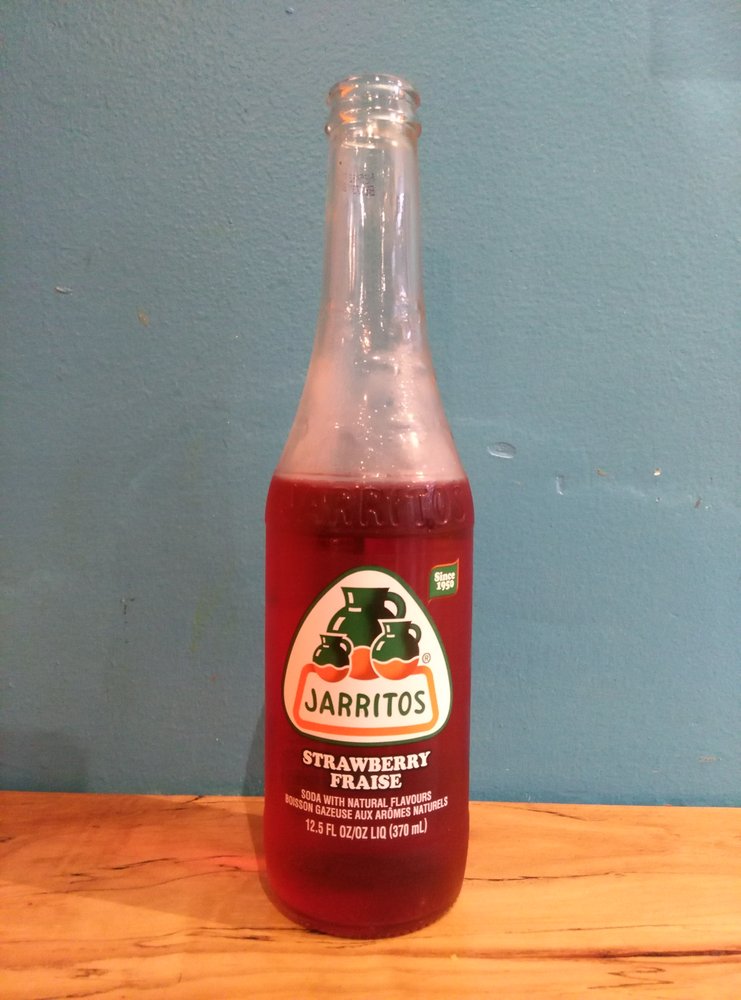 JARRITOS
Since
1950
®
JARRITOS
STRAWBERRY
FRAISE
SODA WITH NATURAL FLAVOURS
BOISSON GAZEUSE AUX ARÔMES NATURELS
12.5 FL OZ/OZ LIQ (370 mL)